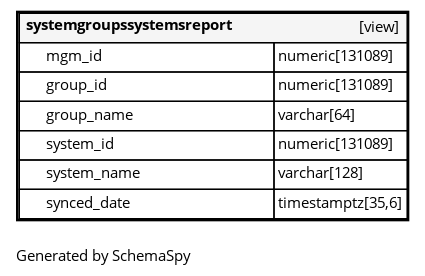 systemgroupssystemsreport [view]
mgm_id numeric[131089]
group_id numeric[131089]
group_name varchar[64]
system_id numeric[131089]
system_name varchar[128]
synced_date timestamptz[35,6]
Generated by SchemaSpy